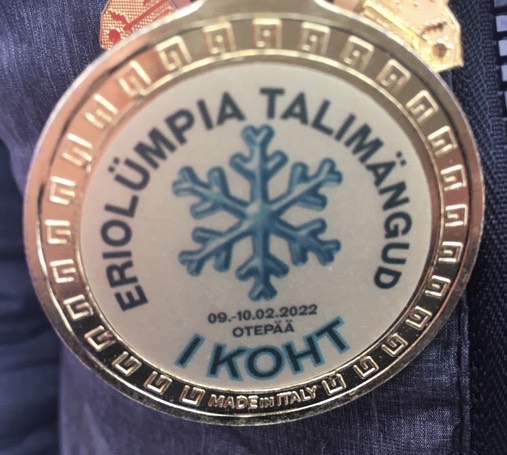 ERIOLÜMPIA TALIMÄNGUD
09.-10.02.2022
OTEPÄÄ
I KOHT
MADE IN ITALY